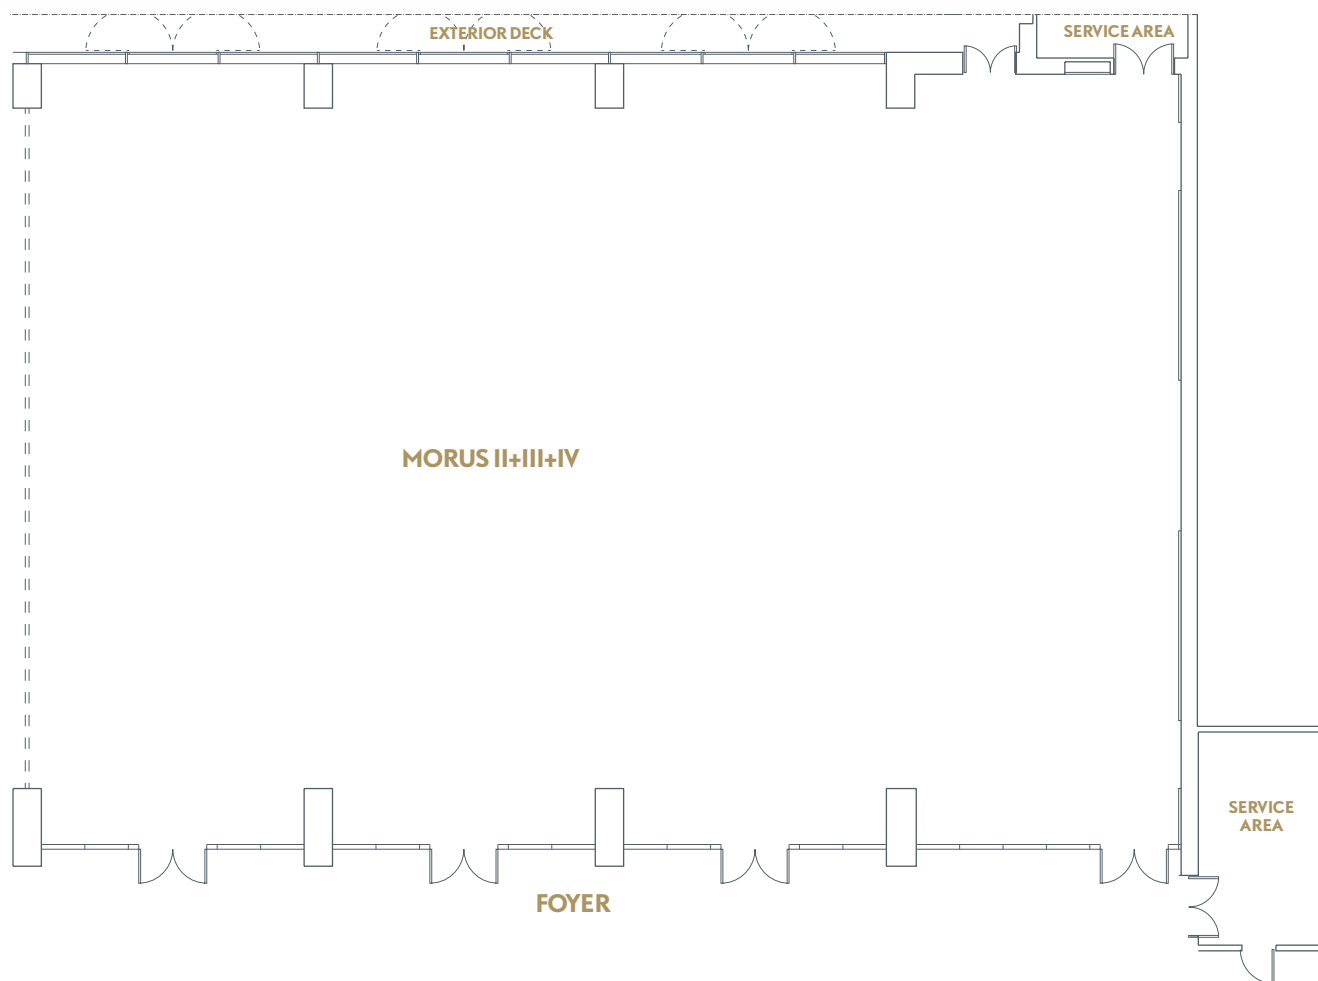 EXTERIOR DECK
SERVICE AREA
MORUS II+III+IV
SERVICE
AREA
FOYER